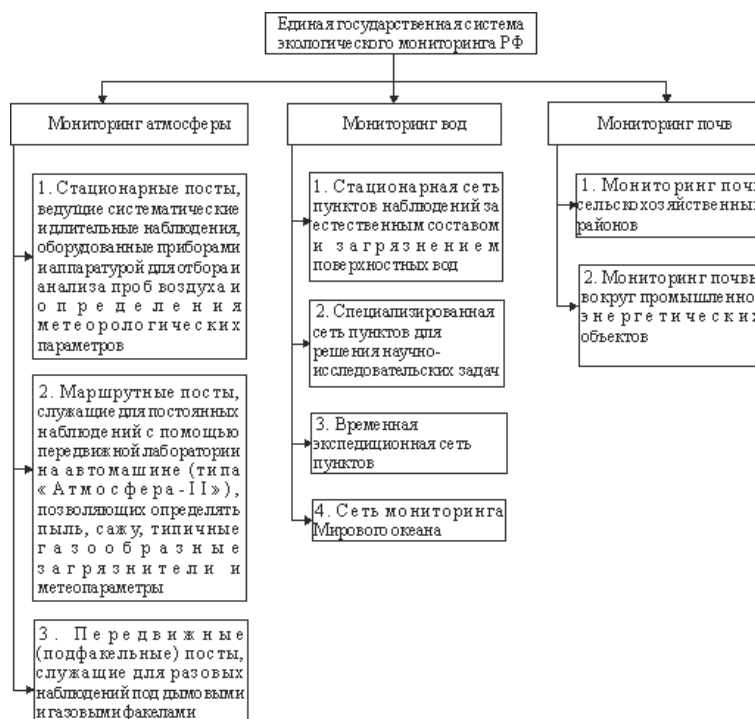 Единая государственная система
экологического мониторинга РФ
Мониторинг атмосферы
1. Стационарные посты,
ведущие систематические
и длительные наблюдения,
оборудованные приборами
и аппаратурой для отбора и
анализа проб воздуха и
определения
метеорологических
параметров
2. Маршрутные посты,
служащие для постоянных
наблюдений с помощью
передвижной лаборатории
на автомашине (типа
«Атмосфера-II»),
позволяющих определять
пыль, сажу, типичные
газообразные
загрязнители и
метеопараметры
3. Передвижные
(подфакельные) посты,
служащие для разовых
наблюдений под дымовыми
и газовыми факелами
Мониторинг вод
1. Стационарная сеть
пунктов наблюдений за
естественным составом
и загрязнением
поверхностных вод
2. Специализированная
сеть пунктов для
решения научно-
исследовательских задач
3. Временная
экспедиционная сеть
пунктов
4. Сеть мониторинга
Мирового океана
Мониторинг почв
1. Мониторинг почв
сельскохозяйственных
районов
2. Мониторинг почвы
вокруг промышленно-
энергетических
объектов